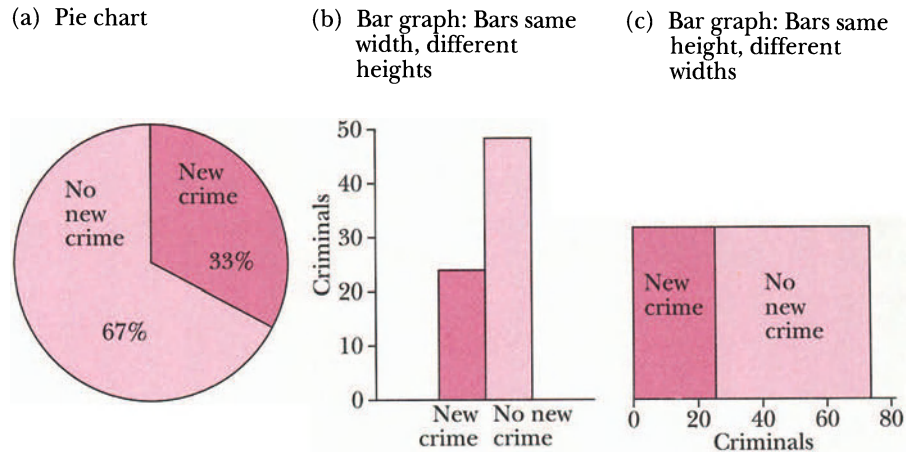 (a) Pie chart
No
new
crime
New
crime
33%
67%
(b) Bar graph: Bars same
width, different
heights
Criminals
50
40
30
20
10
0
New
crime
No new
crime
(c) Bar graph: Bars same
height, different
widths
New
crime
No
new
crime
0 20 40 60 80
Criminals